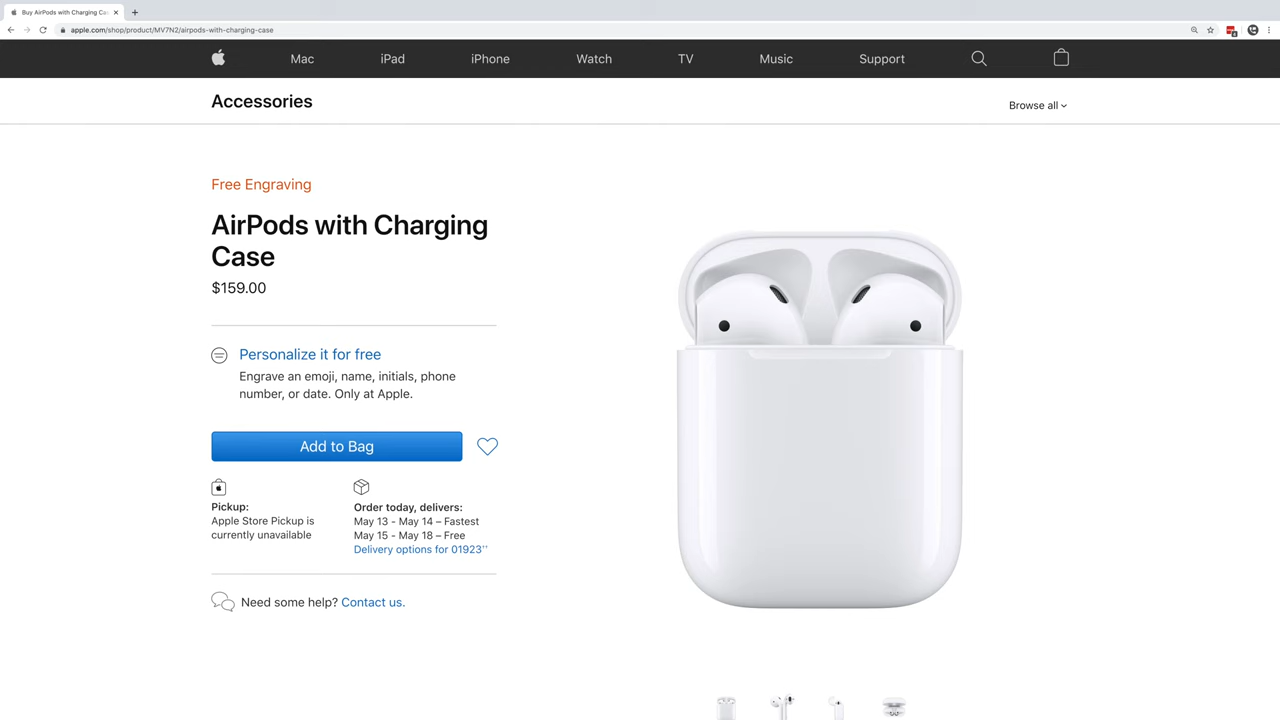 Buy AirPods with Charging Ca
apple.com/shop/product/MV7N2/airpods-with-charging-case
Mac iPad iPhone Watch TV Music Support
Accessories
Browse all
Free Engraving
AirPods with Charging
Case
$159.00
Personalize it for free
Engrave an emoji, name, initials, phone
number, or date. Only at Apple.
Add to Bag
Pickup:
Apple Store Pickup is
currently unavailable
Order today, delivers:
May 13 - May 14 – Fastest
May 15 - May 18 – Free
Delivery options for 01923⁺⁺
Need some help? Contact us.